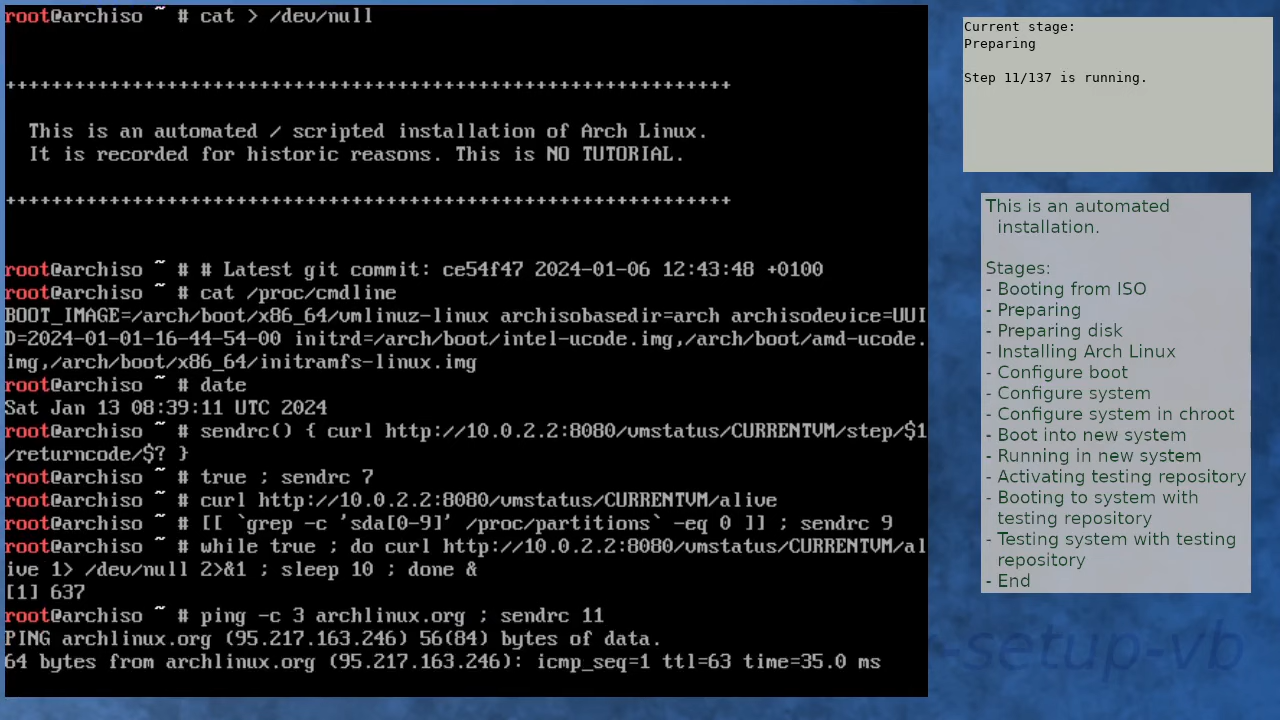 root@archiso ~ # cat > /dev/null
++++++++++++++++++++++++++++++++++++++++++++++++++++++++++++++++
This is an automated / scripted installation of Arch Linux.
It is recorded for historic reasons. This is NO TUTORIAL.
++++++++++++++++++++++++++++++++++++++++++++++++++++++++++++++++
root@archiso ~ # # Latest git commit: ce54f47 2024-01-06 12:43:48 +0100
root@archiso ~ # cat /proc/cmdline
BOOT_IMAGE=/arch/boot/x86_64/vmlinuz-linux archisobasedir=arch archisodevice=UUI
D=2024-01-01-16-44-54-00 initrd=/arch/boot/intel-ucode.img,/arch/boot/amd-ucode.
img,/arch/boot/x86_64/initramfs-linux.img
root@archiso ~ # date
Sat Jan 13 08:39:11 UTC 2024
root@archiso ~ # sendrc() { curl http://10.0.2.2:8080/vmstatus/CURRENTVM/step/$1
/returncode/$? }
root@archiso ~ # true ; sendrc 7
root@archiso ~ # curl http://10.0.2.2:8080/vmstatus/CURRENTVM/alive
root@archiso ~ # [[ `grep -c 'sda[0-9]' /proc/partitions` -eq 0 ]] ; sendrc 9
root@archiso ~ # while true ; do curl http://10.0.2.2:8080/vmstatus/CURRENTVM/al
ive 1> /dev/null 2>&1 ; sleep 10 ; done &
[1] 637
root@archiso ~ # ping -c 3 archlinux.org ; sendrc 11
PING archlinux.org (95.217.163.246) 56(84) bytes of data.
64 bytes from archlinux.org (95.217.163.246): icmp_seq=1 ttl=63 time=35.0 ms
Current stage:
Preparing
Step 11/137 is running.
This is an automated
installation.
Stages:
- Booting from ISO
- Preparing
- Preparing disk
- Installing Arch Linux
- Configure boot
- Configure system
- Configure system in chroot
- Boot into new system
- Running in new system
- Activating testing repository
- Booting to system with
testing repository
- Testing system with testing
repository
- End
-setup-vb